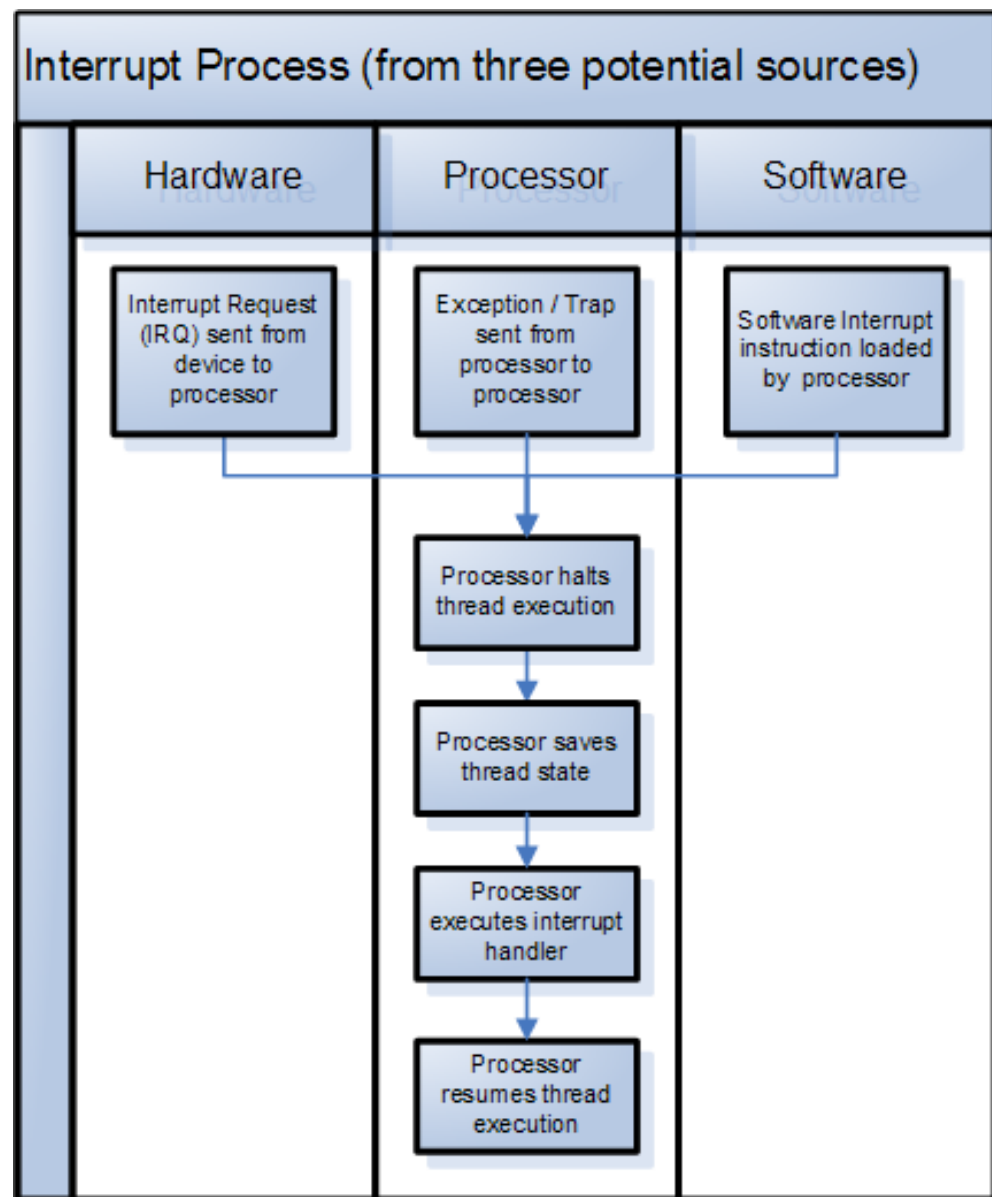 Interrupt Process (from three potential sources)
Hardware
Processor
Software
Interrupt Request
(IRQ) sent from
device to
processor
Exception / Trap
sent from
processor to
processor
Software Interrupt
instruction loaded
by processor
Processor halts
thread execution
Processor saves
thread state
Processor
executes interrupt
handler
Processor
resumes thread
execution